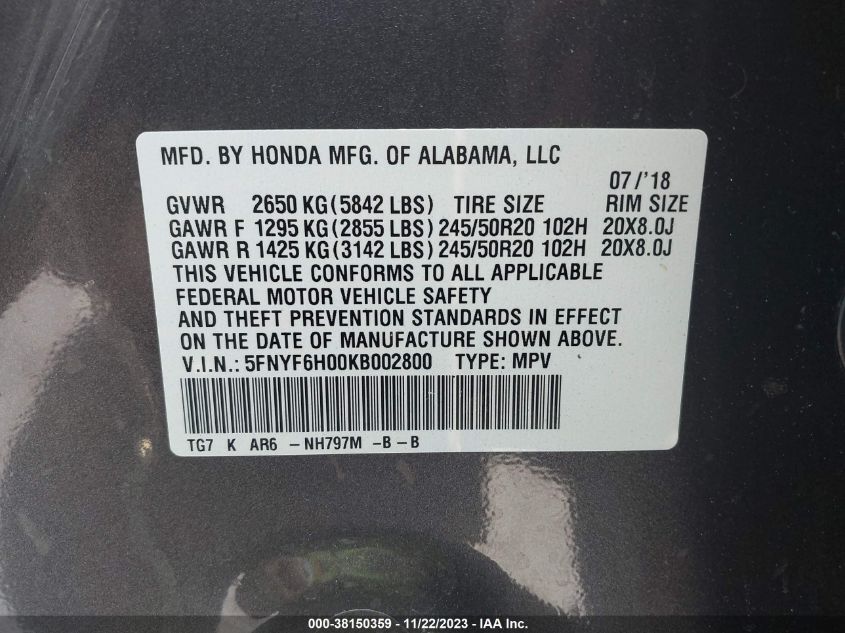 MFD. BY HONDA MFG. OF ALABAMA, LLC
07/'18
GVWR 2650 KG(5842 LBS) TIRE SIZE RIM SIZE
GAWR F 1295 KG(2855 LBS) 245/50R20 102H 20X8.0J
GAWR R 1425 KG(3142 LBS) 245/50R20 102H 20X8.0J
THIS VEHICLE CONFORMS TO ALL APPLICABLE
FEDERAL MOTOR VEHICLE SAFETY
AND THEFT PREVENTION STANDARDS IN EFFECT
ON THE DATE OF MANUFACTURE SHOWN ABOVE.
V.I.N.: 5FNYF6H00KB002800 TYPE: MPV
TG7 K AR6 -NH797M -B-B
000-38150359 - 11/22/2023 - IAA Inc.